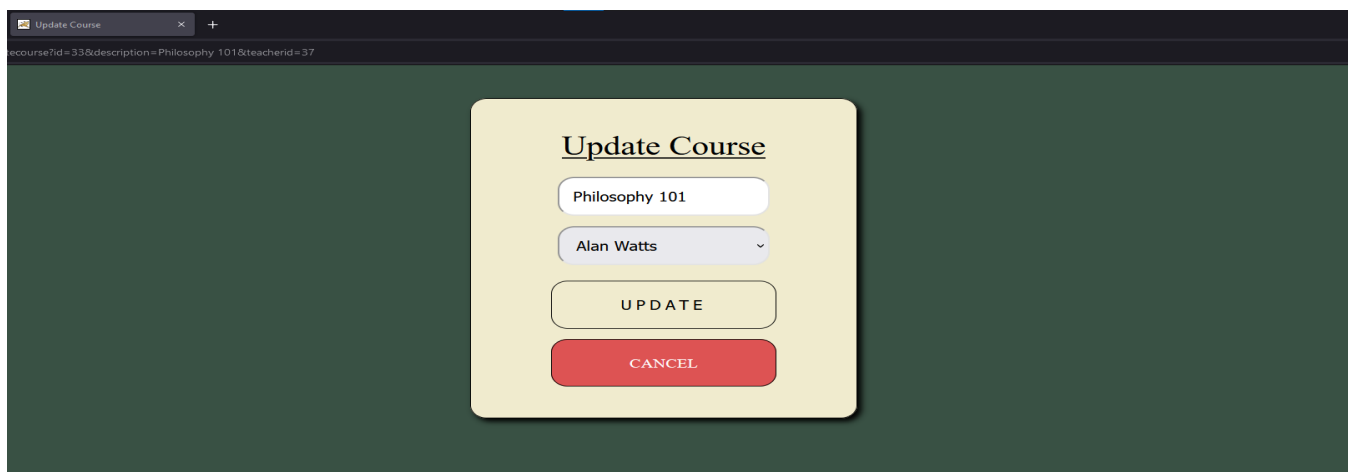 Update Course
tecourse?id=33&description=Philosophy 101&teacherid=37
Update Course
Philosophy 101
Alan Watts
UPDATE
CANCEL